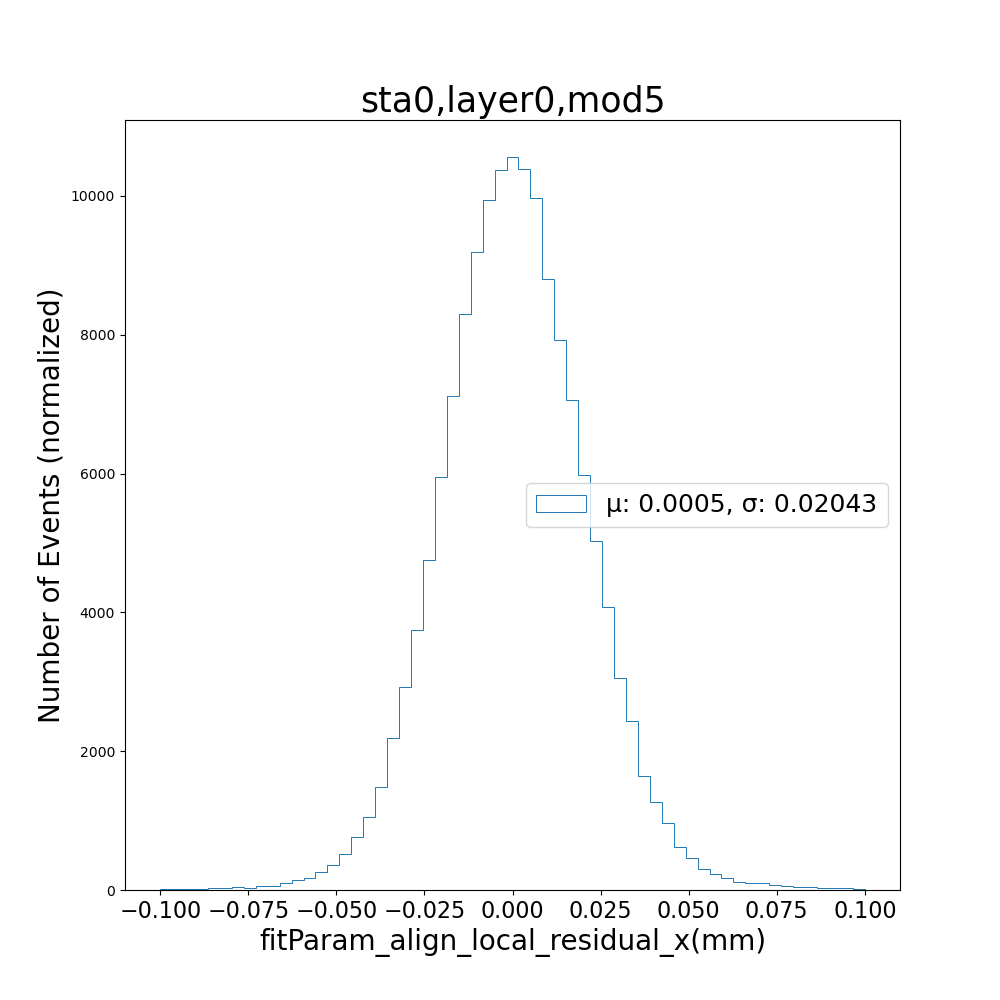 sta0,layer0,mod5
Number of Events (normalized)
10000
8000
6000
4000
2000
0
μ: 0.0005, σ: 0.02043
−0.100 −0.075 −0.050 −0.025 0.000 0.025 0.050 0.075 0.100
fitParam_align_local_residual_x(mm)